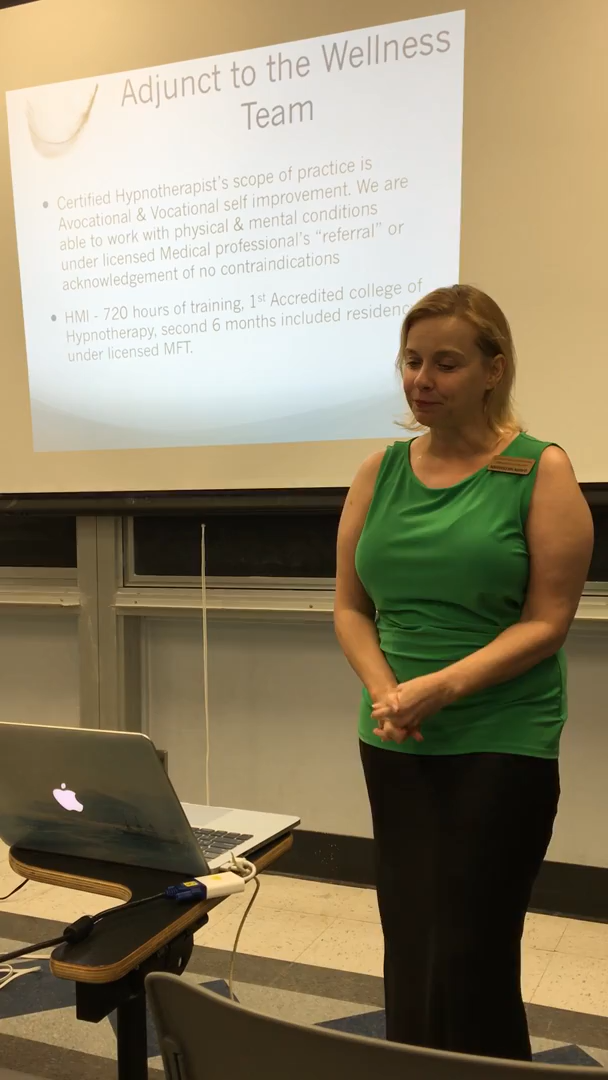 Adjunct to the Wellness
Team
• Certified Hypnotherapist's scope of practice is
Avocational & Vocational self improvement. We are
able to work with physical & mental conditions
under licensed Medical professional's "referral" or
acknowledgement of no contraindications
• HMI - 720 hours of training, 1st Accredited college of
Hypnotherapy, second 6 months included residency
under licensed MFT.